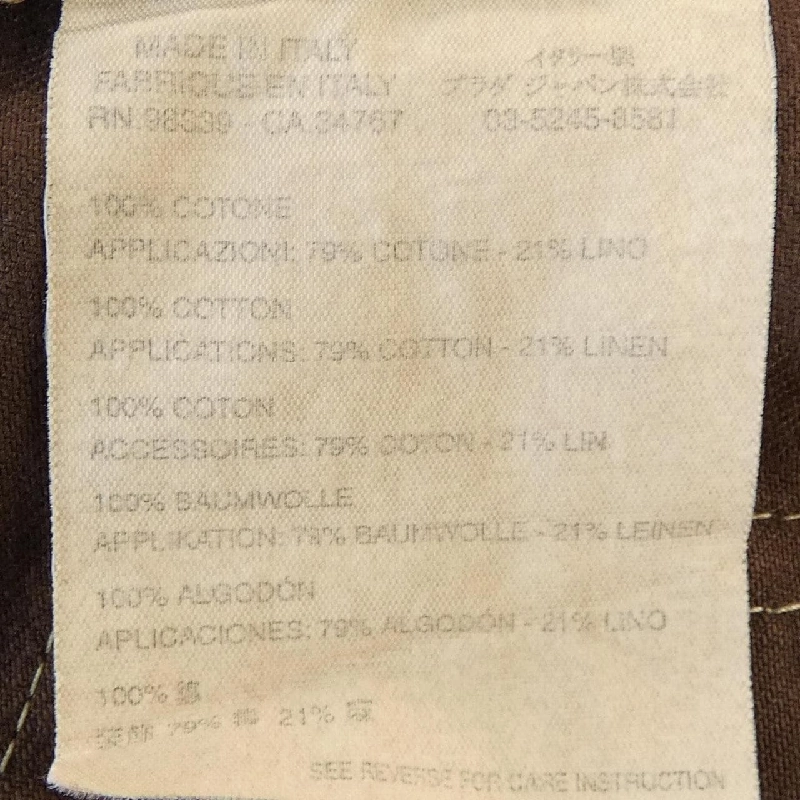 MADE IN ITALY
FABRIQUE EN ITALY
RN.98339 - CA.34767
イタリー製
プラダ ジャパン株式会社
03-5245-3581
100% COTONE
APPLICAZIONI: 79% COTONE - 21% LINO
100% COTTON
APPLICATIONS: 79% COTTON - 21% LINEN
100% COTON
ACCESSOIRES: 79% COTON - 21% LIN
100% BAUMWOLLE
APPLIKATION: 79% BAUMWOLLE - 21% LEINEN
100% ALGODÓN
APLICACIONES: 79% ALGODÓN - 21% LINO
100% 綿
79% 綿 21% 麻
SEE REVERSE FOR CARE INSTRUCTION